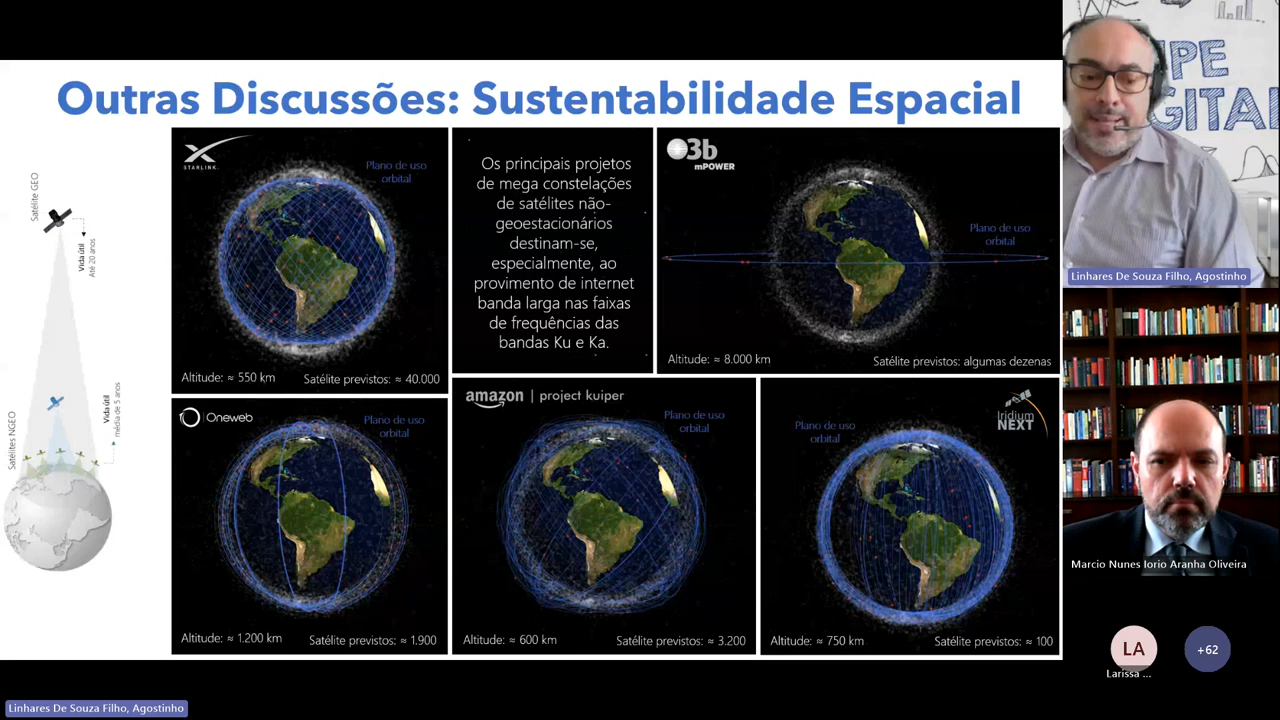 Outras Discussões: Sustentabilidade Espacial
Satélite GEO
Vida útil
Até 20 anos
Satélites NGEO
Vida útil
média de 5 anos
STARLINK
Plano de uso
orbital
Altitude: ≈ 550 km
Satélite previstos: ≈ 40.000
Os principais projetos
de mega constelações
de satélites não-
geoestacionários
destinam-se,
especialmente, ao
provimento de internet
banda larga nas faixas
de frequências das
bandas Ku e Ka.
O3b
mPOWER
Plano de uso
orbital
Altitude: ≈ 8.000 km
Satélite previstos: algumas dezenas
Oneweb
Plano de uso
orbital
Altitude: ≈ 1.200 km
Satélite previstos: ≈ 1.900
amazon | project kuiper
Plano de uso
orbital
Altitude: ≈ 600 km
Satélite previstos: ≈ 3.200
Iridium
NEXT
Plano de uso
orbital
Altitude: ≈ 750 km
Satélite previstos: ≈ 100
IPE
GITAL
Linhares De Souza Filho, Agostinho
Marcio Nunes Iorio Aranha Oliveira
LA
Larissa ...
+62
Linhares De Souza Filho, Agostinho